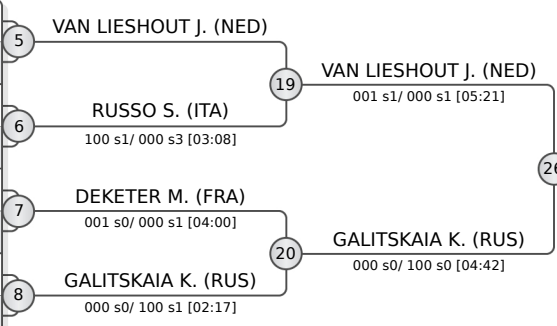 5
VAN LIESHOUT J. (NED)
19
VAN LIESHOUT J. (NED)
001 s1/ 000 s1 [05:21]
6
RUSSO S. (ITA)
100 s1/ 000 s3 [03:08]
26
7
DEKETER M. (FRA)
001 s0/ 000 s1 [04:00]
20
GALITSKAIA K. (RUS)
000 s0/ 100 s0 [04:42]
8
GALITSKAIA K. (RUS)
000 s0/ 100 s1 [02:17]